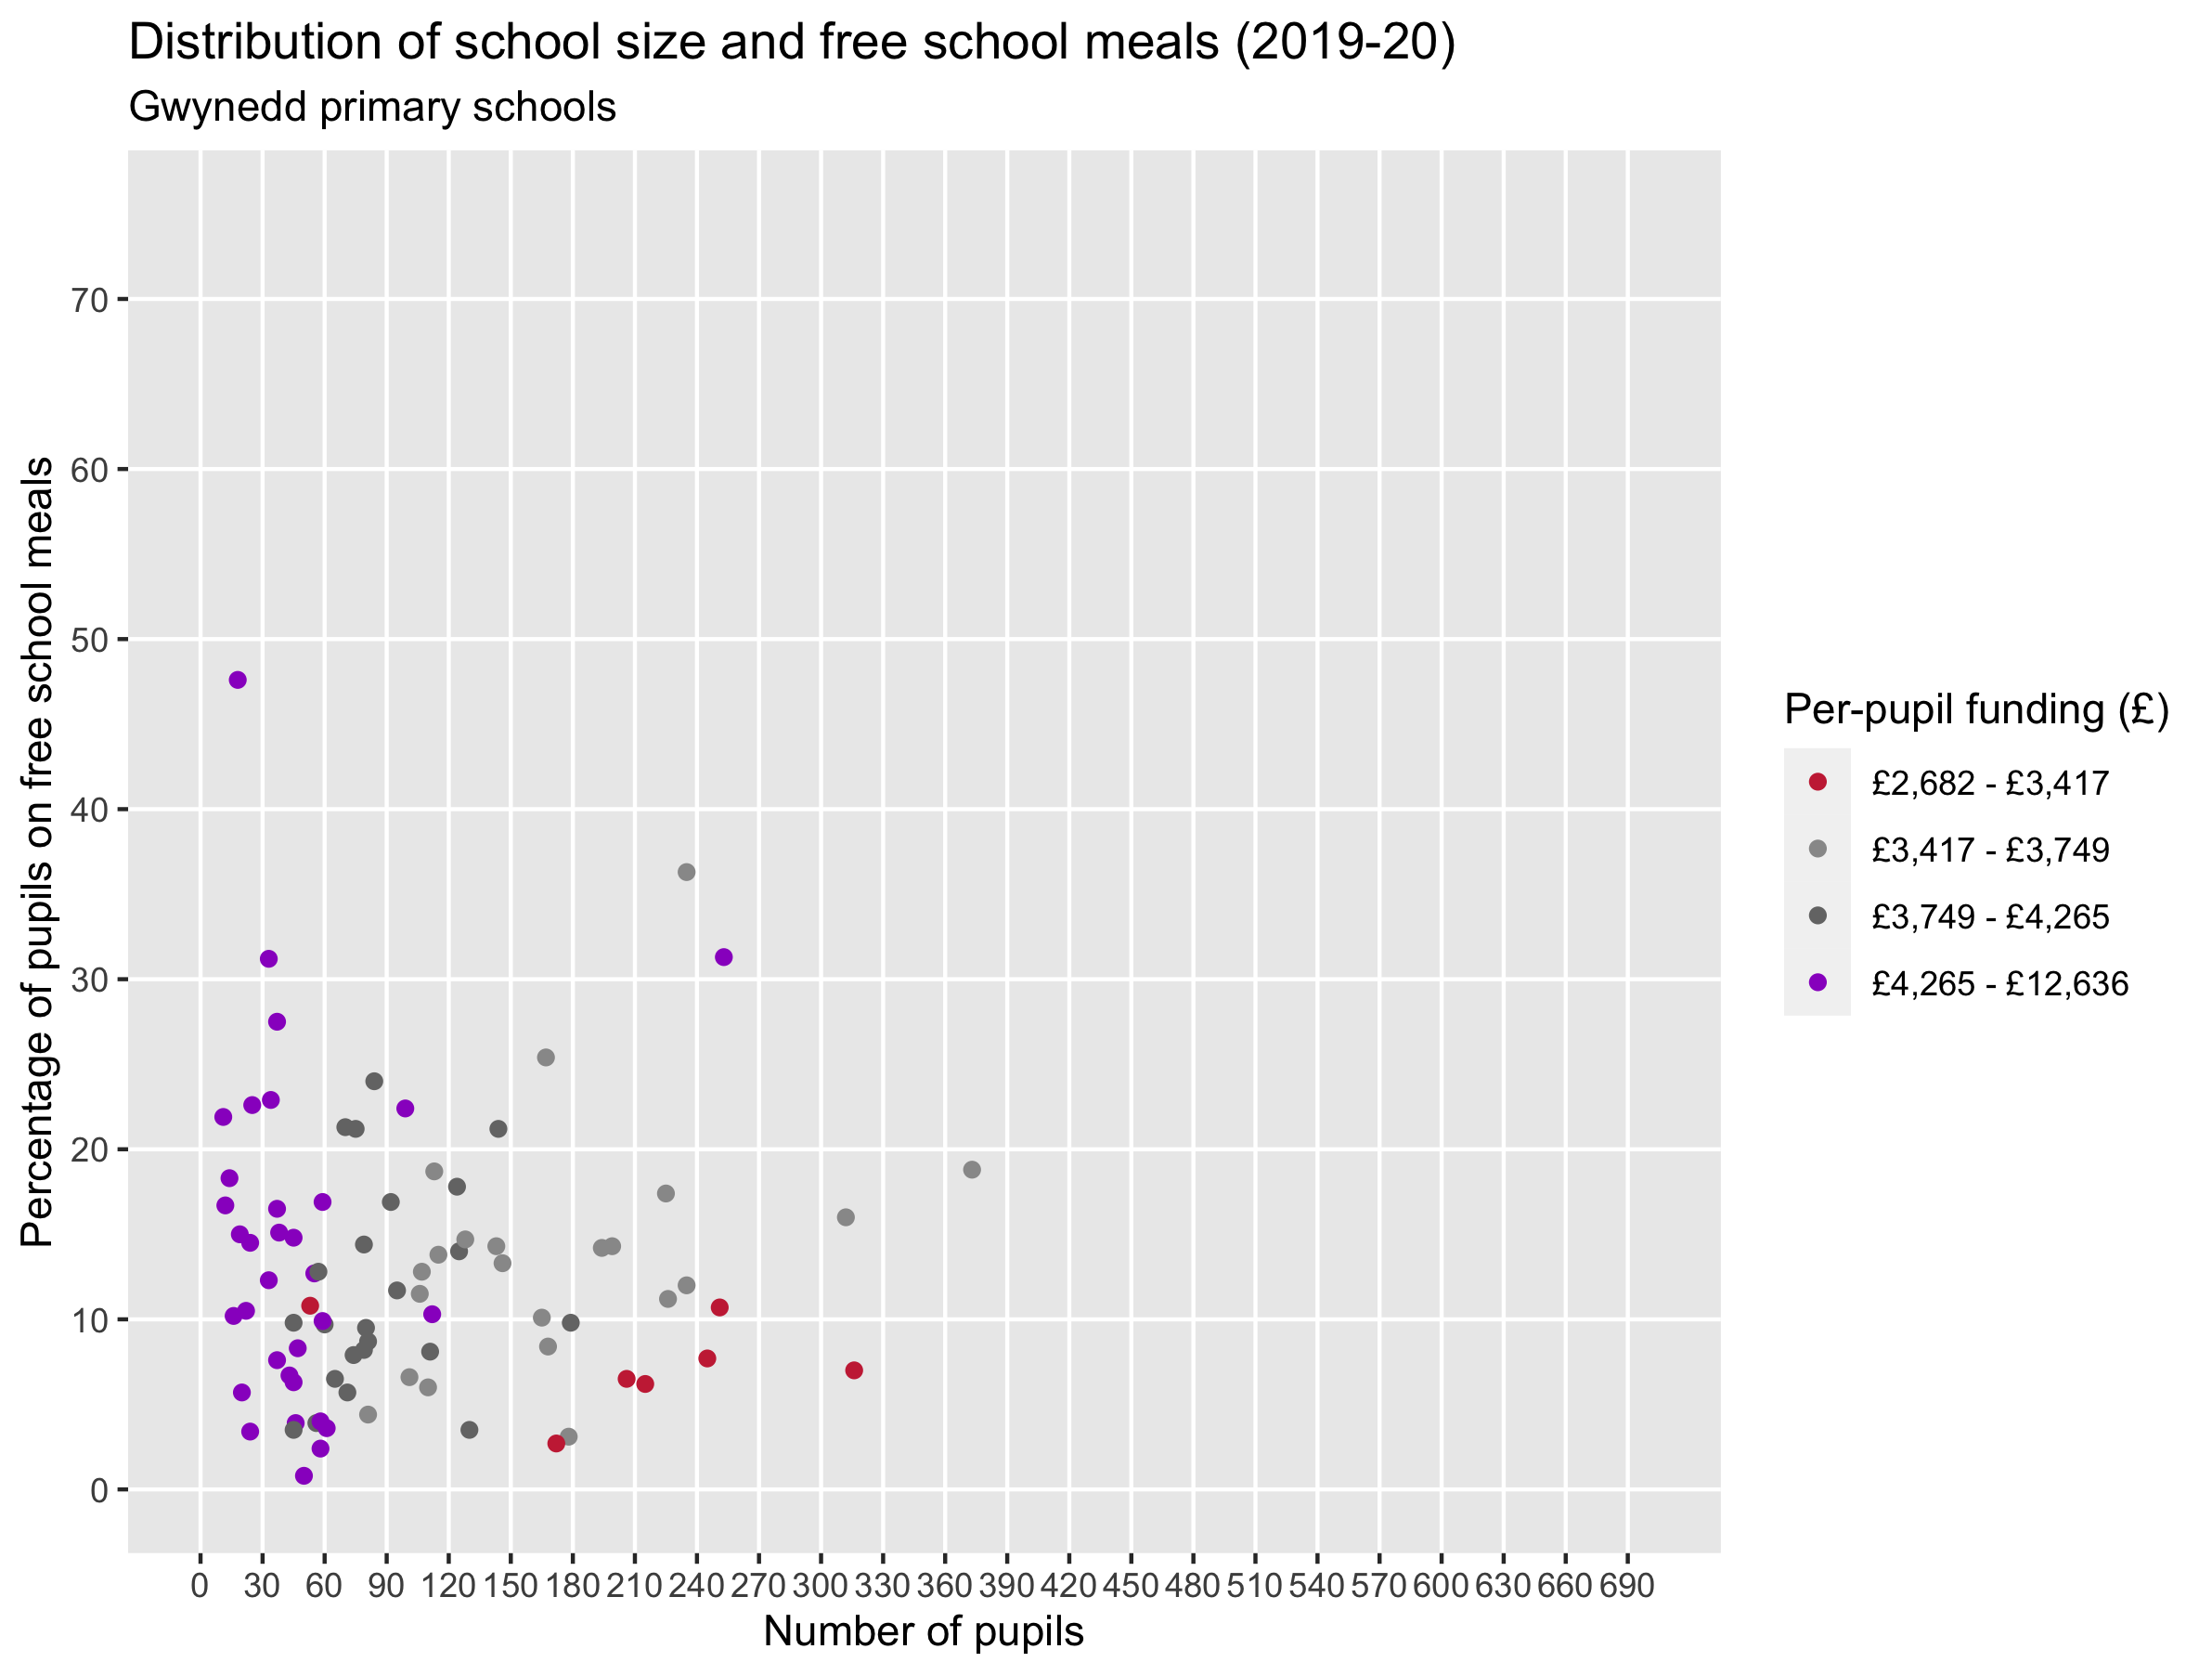 Distribution of school size and free school meals (2019-20)
Gwynedd primary schools
Percentage of pupils on free school meals
70
60
50
40
30
20
10
0
0 30 60 90 120 150 180 210 240 270 300 330 360 390 420 450 480 510 540 570 600 630 660 690
Number of pupils
Per-pupil funding (£)
£2,682 - £3,417
£3,417 - £3,749
£3,749 - £4,265
£4,265 - £12,636